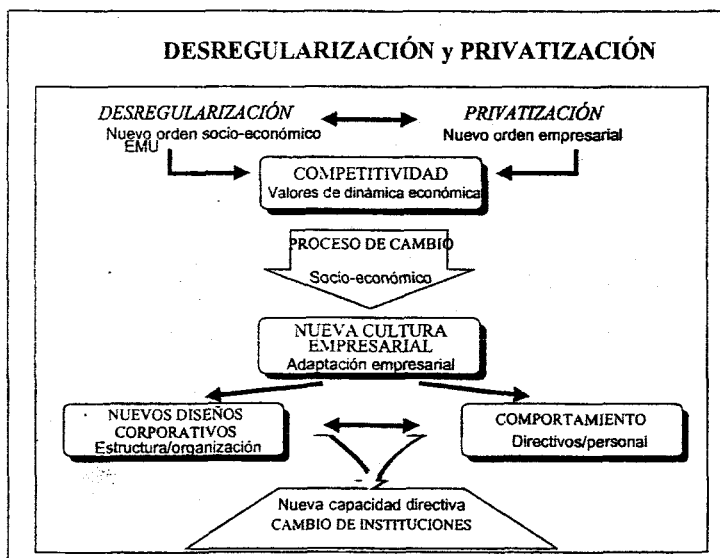 DESREGULARIZACIÓN y PRIVATIZACIÓN
DESREGULARIZACIÓN
Nuevo orden socio-económico
EMU
PRIVATIZACIÓN
Nuevo orden empresarial
COMPETITIVIDAD
Valores de dinámica económica
PROCESO DE CAMBIO
Socio-económico
NUEVA CULTURA
EMPRESARIAL
Adaptación empresarial
NUEVOS DISEÑOS
CORPORATIVOS
Estructura/organización
COMPORTAMIENTO
Directivos/personal
Nueva capacidad directiva
CAMBIO DE INSTITUCIONES